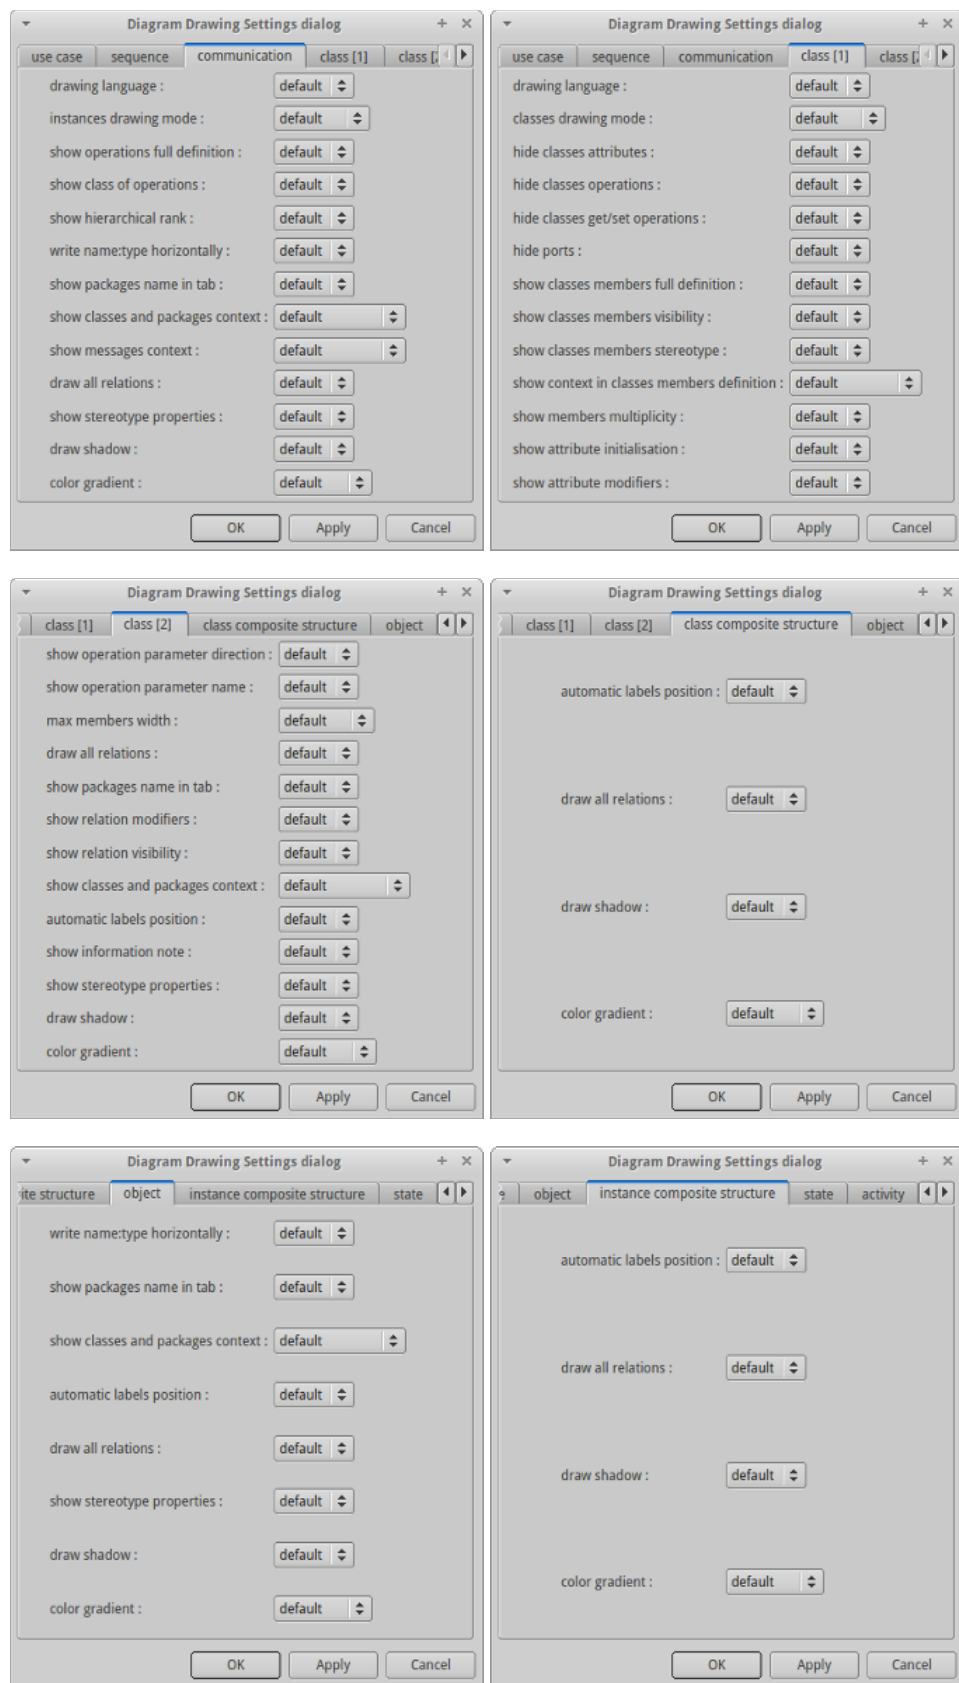 Diagram Drawing Settings dialog
use case sequence communication class [1] class [
drawing language : default
instances drawing mode : default
show operations full definition : default
show class of operations : default
show hierarchical rank : default
write name:type horizontally : default
show packages name in tab : default
show classes and packages context : default
show messages context : default
draw all relations : default
show stereotype properties : default
draw shadow : default
color gradient : default
OK Apply Cancel
Diagram Drawing Settings dialog
use case sequence communication class [1] class [
drawing language : default
classes drawing mode : default
hide classes attributes : default
hide classes operations : default
hide classes get/set operations : default
hide ports : default
show classes members full definition : default
show classes members visibility : default
show classes members stereotype : default
show context in classes members definition : default
show members multiplicity : default
show attribute initialisation : default
show attribute modifiers : default
OK Apply Cancel
Diagram Drawing Settings dialog
class [1] class [2] class composite structure object
show operation parameter direction : default
show operation parameter name : default
max members width : default
draw all relations : default
show packages name in tab : default
show relation modifiers : default
show relation visibility : default
show classes and packages context : default
automatic labels position : default
show information note : default
show stereotype properties : default
draw shadow : default
color gradient : default
OK Apply Cancel
Diagram Drawing Settings dialog
class [1] class [2] class composite structure object
automatic labels position : default
draw all relations : default
draw shadow : default
color gradient : default
OK Apply Cancel
Diagram Drawing Settings dialog
ite structure object instance composite structure state
write name:type horizontally : default
show packages name in tab : default
show classes and packages context : default
automatic labels position : default
draw all relations : default
show stereotype properties : default
draw shadow : default
color gradient : default
OK Apply Cancel
Diagram Drawing Settings dialog
object instance composite structure state activity
automatic labels position : default
draw all relations : default
draw shadow : default
color gradient : default
OK Apply Cancel